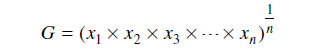 G = (x₁ × x₂ × x₃ × ⋯ × xₙ)^(1/n)